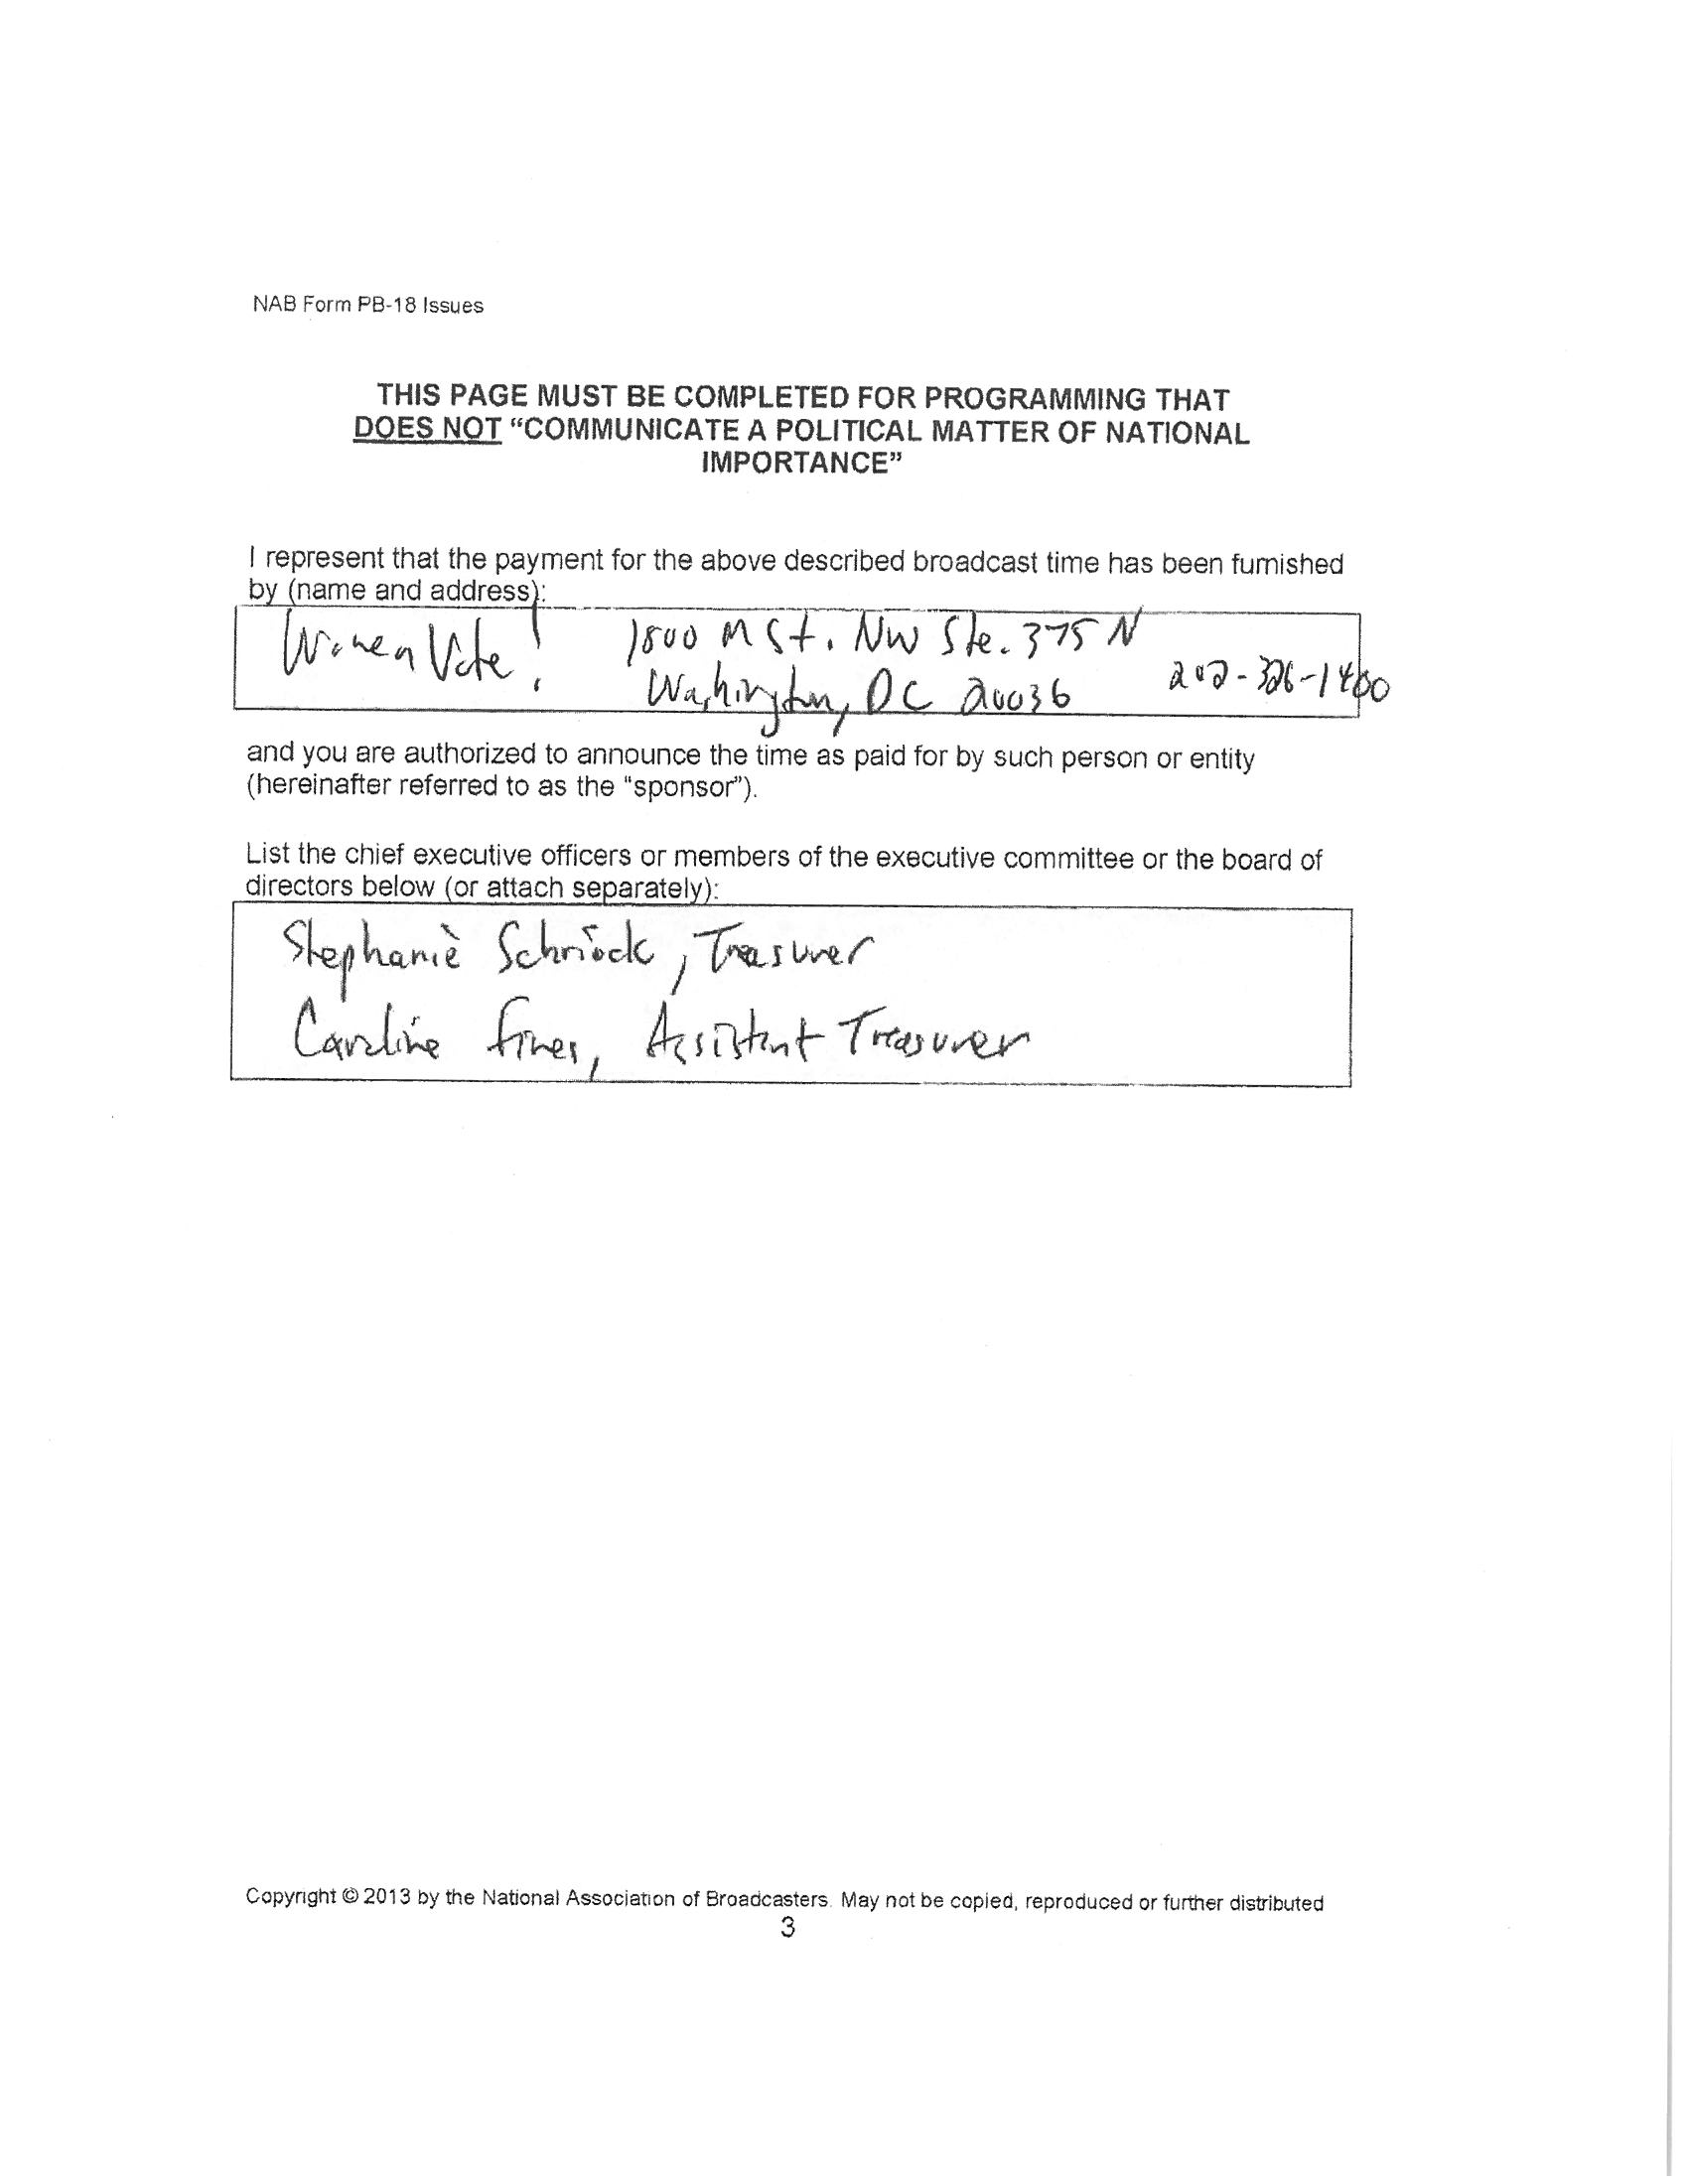 NAB Form PB-18 Issues
THIS PAGE MUST BE COMPLETED FOR PROGRAMMING THAT
DOES NOT “COMMUNICATE A POLITICAL MATTER OF NATIONAL
IMPORTANCE”
I represent that the payment for the above described broadcast time has been furnished
by (name and address):
Women Vote! 1800 M St. NW Ste. 375 N
Washington, DC 20036 202-326-1400
and you are authorized to announce the time as paid for by such person or entity
(hereinafter referred to as the "sponsor").
List the chief executive officers or members of the executive committee or the board of
directors below (or attach separately):
Stephanie Schriock, Treasurer
Caroline Fines, Assistant Treasurer
Copyright © 2013 by the National Association of Broadcasters. May not be copied, reproduced or further distributed
3